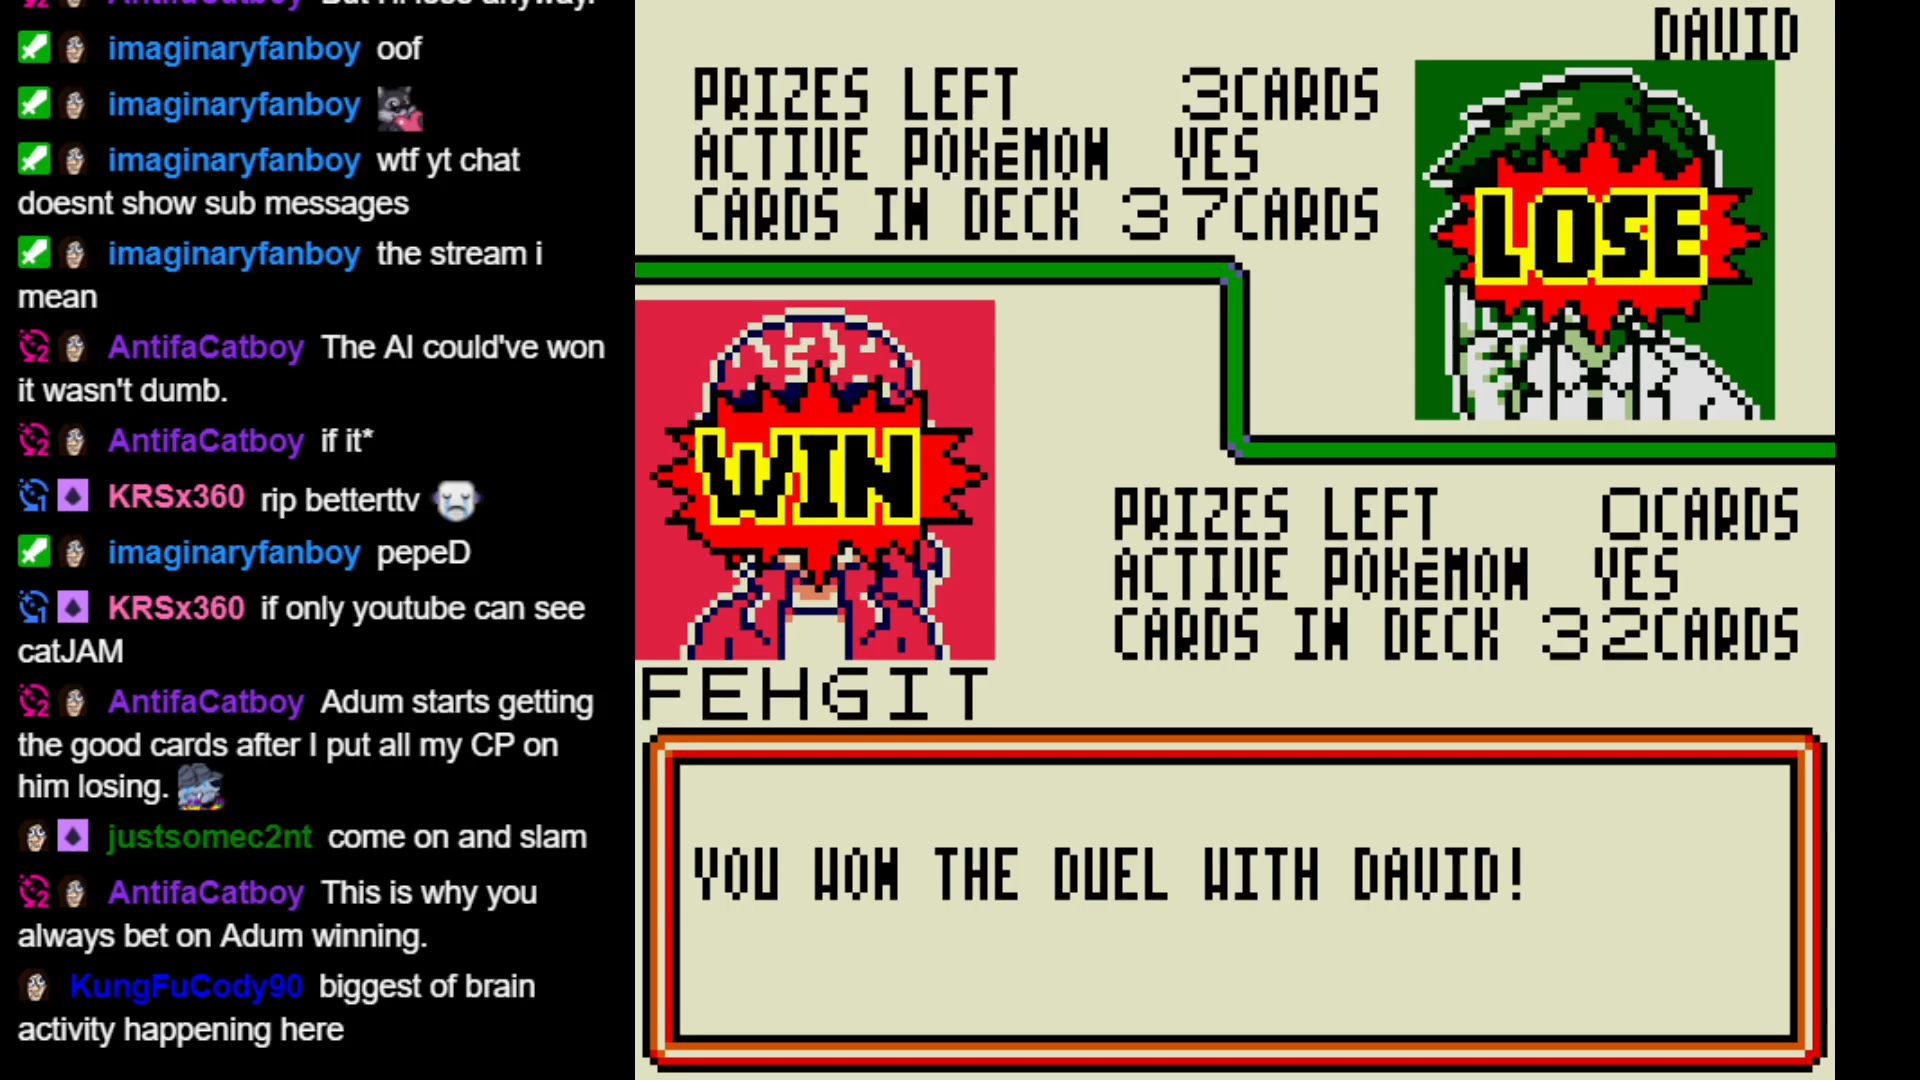 AntifaCatboy But I'll lose anyway.
imaginaryfanboy oof
imaginaryfanboy
imaginaryfanboy wtf yt chat
doesnt show sub messages
imaginaryfanboy the stream i
mean
AntifaCatboy The AI could've won
it wasn't dumb.
AntifaCatboy if it*
KRSx360 rip betterttv
imaginaryfanboy pepeD
KRSx360 if only youtube can see
catJAM
AntifaCatboy Adum starts getting
the good cards after I put all my CP on
him losing.
justsomec2nt come on and slam
AntifaCatboy This is why you
always bet on Adum winning.
KungFuCody90 biggest of brain
activity happening here
DAVID
PRIZES LEFT 3CARDS
ACTIVE POKéMON YES
CARDS IN DECK 37CARDS
LOSE
WIN
PRIZES LEFT 0CARDS
ACTIVE POKéMON YES
CARDS IN DECK 32CARDS
FEHGIT
YOU WON THE DUEL WITH DAVID!